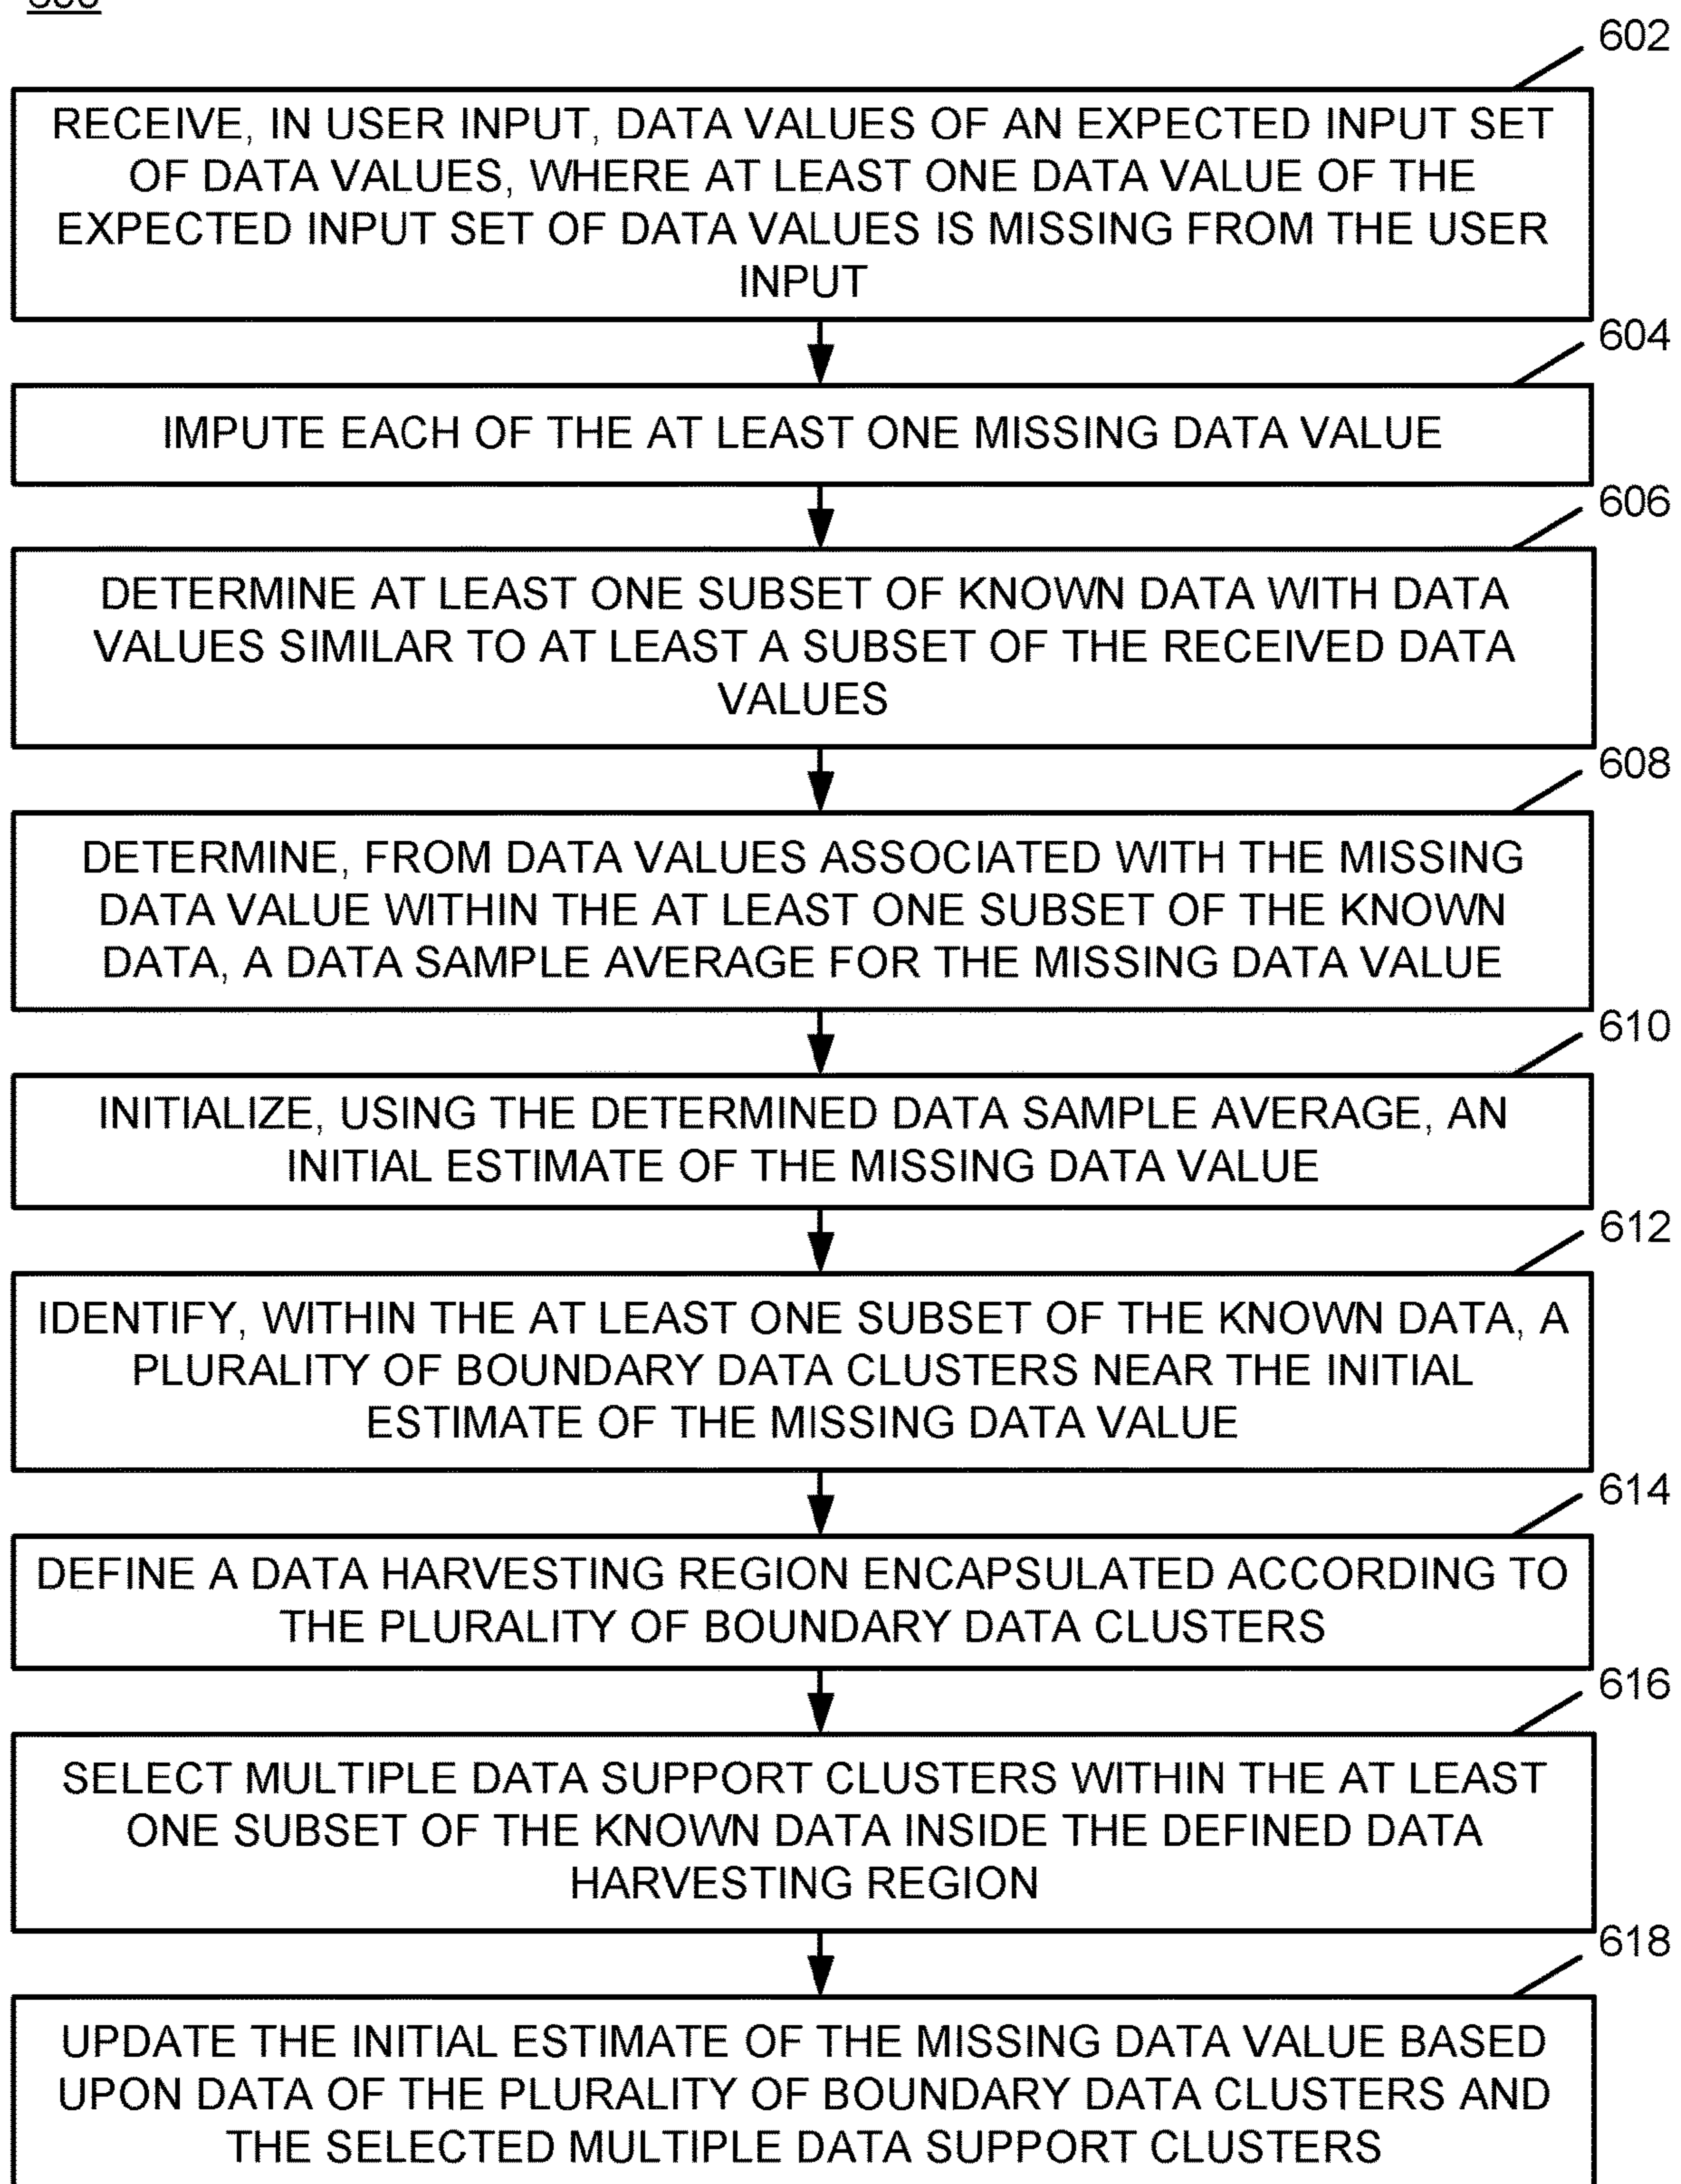 602
RECEIVE, IN USER INPUT, DATA VALUES OF AN EXPECTED INPUT SET
OF DATA VALUES, WHERE AT LEAST ONE DATA VALUE OF THE
EXPECTED INPUT SET OF DATA VALUES IS MISSING FROM THE USER
INPUT
604
IMPUTE EACH OF THE AT LEAST ONE MISSING DATA VALUE
606
DETERMINE AT LEAST ONE SUBSET OF KNOWN DATA WITH DATA
VALUES SIMILAR TO AT LEAST A SUBSET OF THE RECEIVED DATA
VALUES
608
DETERMINE, FROM DATA VALUES ASSOCIATED WITH THE MISSING
DATA VALUE WITHIN THE AT LEAST ONE SUBSET OF THE KNOWN
DATA, A DATA SAMPLE AVERAGE FOR THE MISSING DATA VALUE
610
INITIALIZE, USING THE DETERMINED DATA SAMPLE AVERAGE, AN
INITIAL ESTIMATE OF THE MISSING DATA VALUE
612
IDENTIFY, WITHIN THE AT LEAST ONE SUBSET OF THE KNOWN DATA, A
PLURALITY OF BOUNDARY DATA CLUSTERS NEAR THE INITIAL
ESTIMATE OF THE MISSING DATA VALUE
614
DEFINE A DATA HARVESTING REGION ENCAPSULATED ACCORDING TO
THE PLURALITY OF BOUNDARY DATA CLUSTERS
616
SELECT MULTIPLE DATA SUPPORT CLUSTERS WITHIN THE AT LEAST
ONE SUBSET OF THE KNOWN DATA INSIDE THE DEFINED DATA
HARVESTING REGION
618
UPDATE THE INITIAL ESTIMATE OF THE MISSING DATA VALUE BASED
UPON DATA OF THE PLURALITY OF BOUNDARY DATA CLUSTERS AND
THE SELECTED MULTIPLE DATA SUPPORT CLUSTERS